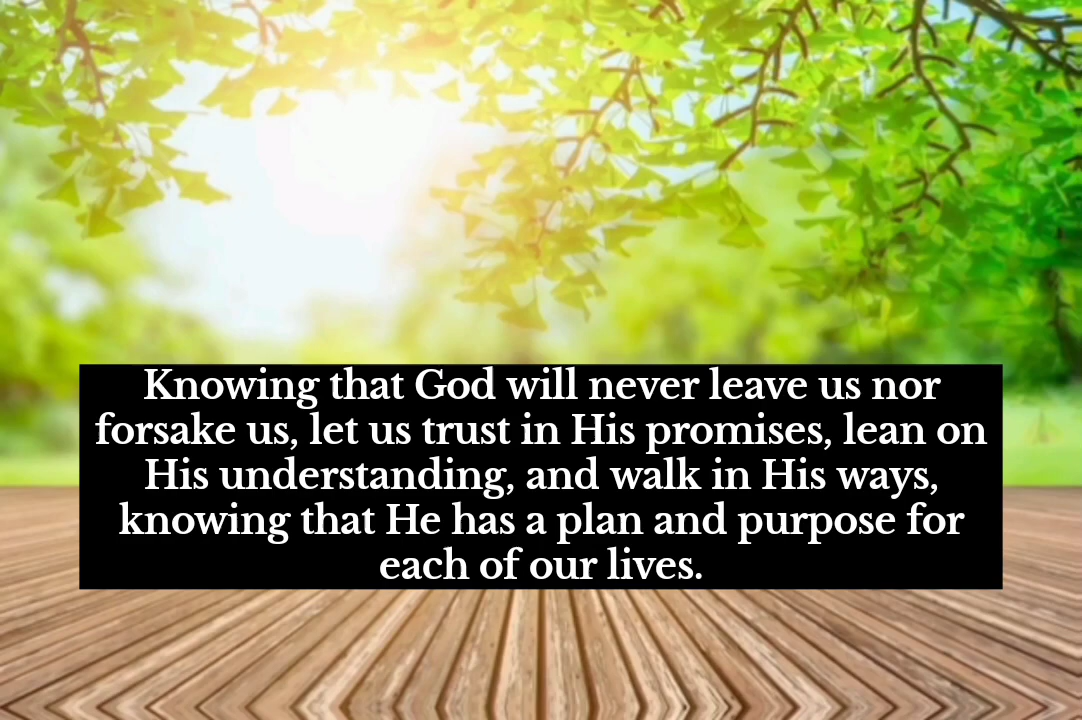 Knowing that God will never leave us nor
forsake us, let us trust in His promises, lean on
His understanding, and walk in His ways,
knowing that He has a plan and purpose for
each of our lives.